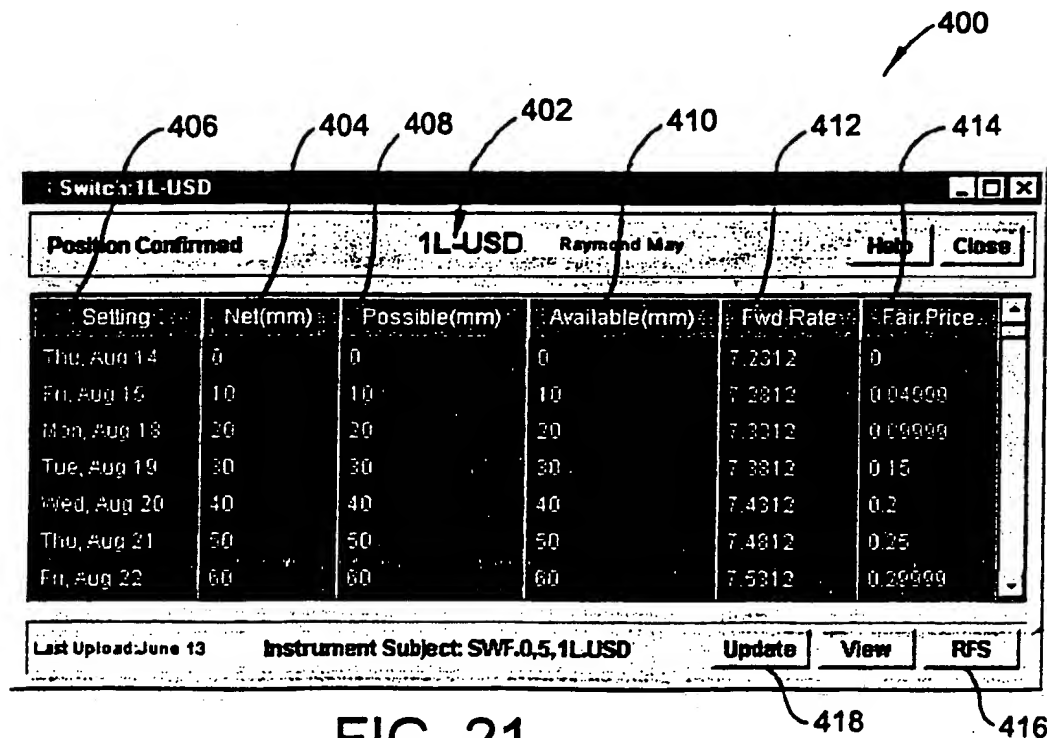 400
406 404 408 402 410 412 414
Switch:1L-USD
Position Confirmed 1L-USD Raymond May Help Close
Setting Net(mm) Possible(mm) Available(mm) Fwd Rate Fair Price
Thu, Aug 14 0 0 0 7.2312 0
Fri, Aug 15 10 10 10 7.2812 0.04999
Mon, Aug 18 20 20 20 7.3312 0.09999
Tue, Aug 19 30 30 30 7.3812 0.15
Wed, Aug 20 40 40 40 7.4312 0.2
Thu, Aug 21 50 50 50 7.4812 0.25
Fri, Aug 22 60 60 60 7.5312 0.29999
Last Upload:June 13 Instrument Subject: SWF.0,5,1L.USD Update View RFS
FIG. 21 418 416